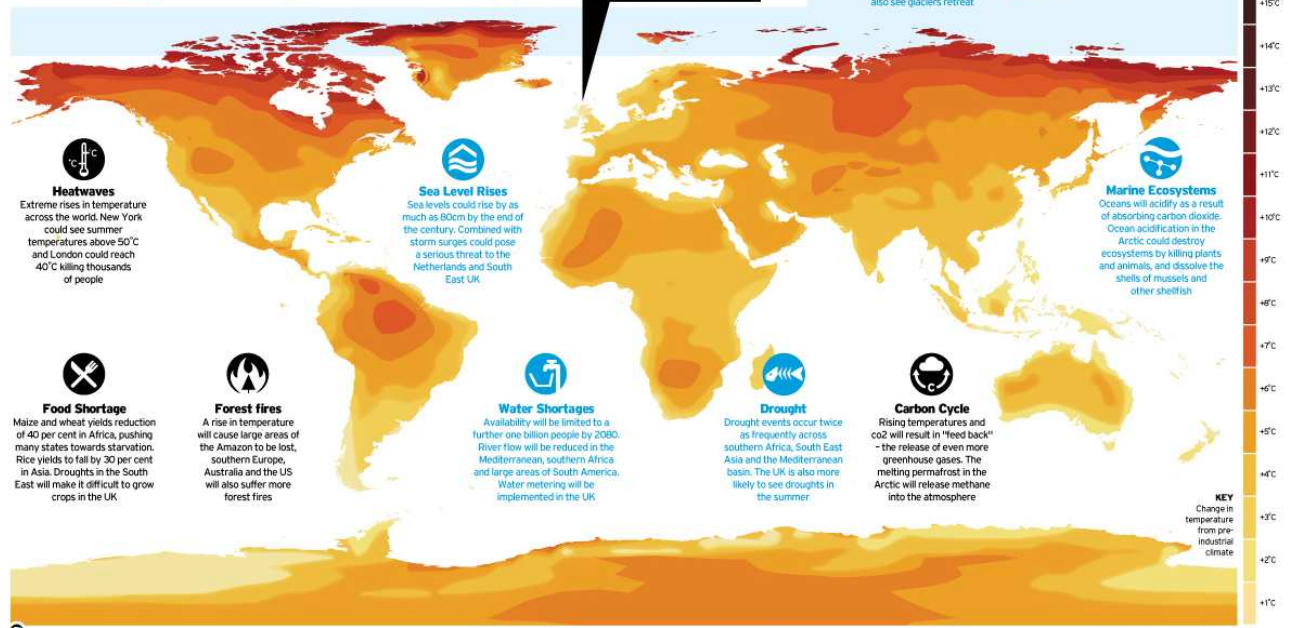 also see glaciers retreat
+15°C
+14°C
+13°C
+12°C
+11°C
+10°C
+9°C
+8°C
+7°C
+6°C
+5°C
+4°C
+3°C
+2°C
+1°C
°C
°C
Heatwaves
Extreme rises in temperature
across the world. New York
could see summer
temperatures above 50°C
and London could reach
40°C killing thousands
of people
Sea Level Rises
Sea levels could rise by as
much as 80cm by the end of
the century. Combined with
storm surges could pose
a serious threat to the
Netherlands and South
East UK
Marine Ecosystems
Oceans will acidify as a result
of absorbing carbon dioxide.
Ocean acidification in the
Arctic could destroy
ecosystems by killing plants
and animals, and dissolve the
shells of mussels and
other shellfish
Food Shortage
Maize and wheat yields reduction
of 40 per cent in Africa, pushing
many states towards starvation.
Rice yields to fall by 30 per cent
in Asia. Droughts in the South
East will make it difficult to grow
crops in the UK
Forest fires
A rise in temperature
will cause large areas of
the Amazon to be lost,
southern Europe,
Australia and the US
will also suffer more
forest fires
Water Shortages
Availability will be limited to a
further one billion people by 2080.
River flow will be reduced in the
Mediterranean, southern Africa
and large areas of South America.
Water metering will be
implemented in the UK
Drought
Drought events occur twice
as frequently across
southern Africa, South East
Asia and the Mediterranean
basin. The UK is also more
likely to see droughts in
the summer
C
Carbon Cycle
Rising temperatures and
co2 will result in "feed back"
- the release of even more
greenhouse gases. The
melting permafrost in the
Arctic will release methane
into the atmosphere
KEY
Change in
temperature
from pre-
industrial
climate